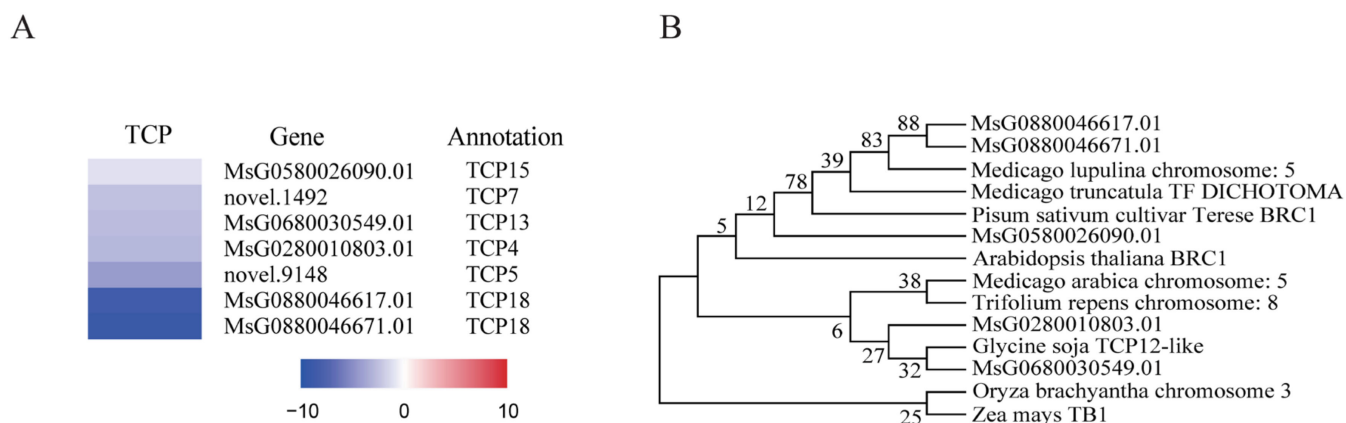 A
B
TCP Gene Annotation
MsG0580026090.01 TCP15
novel.1492 TCP7
MsG0680030549.01 TCP13
MsG0280010803.01 TCP4
novel.9148 TCP5
MsG0880046617.01 TCP18
MsG0880046671.01 TCP18
−10 0 10
88 MsG0880046617.01
MsG0880046671.01
83 Medicago lupulina chromosome: 5
39 Medicago truncatula TF DICHOTOMA
78 Pisum sativum cultivar Terese BRC1
12 MsG0580026090.01
5 Arabidopsis thaliana BRC1
38 Medicago arabica chromosome: 5
Trifolium repens chromosome: 8
6 MsG0280010803.01
27 Glycine soja TCP12-like
32 MsG0680030549.01
Oryza brachyantha chromosome 3
25 Zea mays TB1